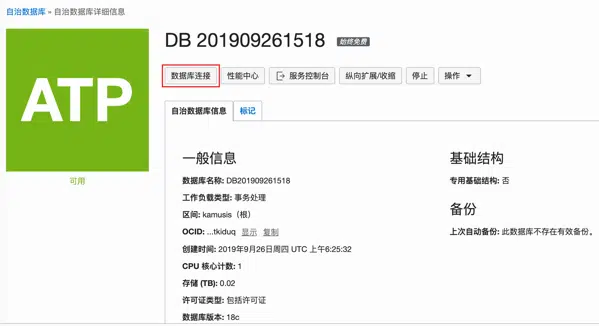 自治数据库 » 自治数据库详细信息
ATP
可用
DB 201909261518 始终免费
数据库连接 性能中心 服务控制台 纵向扩展/收缩 停止 操作
自治数据库信息 标记
一般信息
数据库名称: DB201909261518
工作负载类型: 事务处理
区间: kamusis（根）
OCID: ...tkiduq 显示 复制
创建时间: 2019年9月26日周四 UTC 上午6:25:32
CPU 核心计数: 1
存储 (TB): 0.02
许可证类型: 包括许可证
数据库版本: 18c
基础结构
专用基础结构: 否
备份
上次自动备份: 此数据库不存在有效备份。